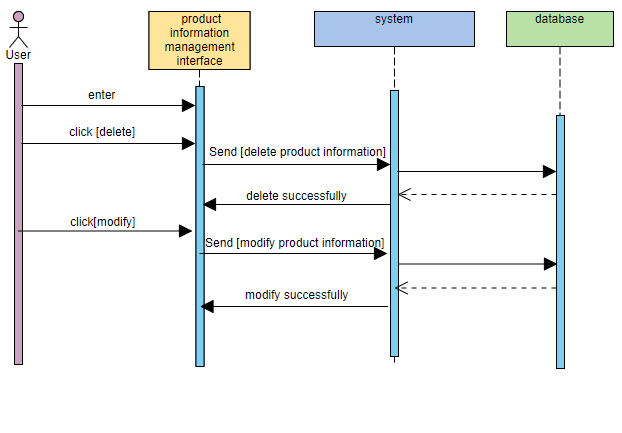 product
information
management
interface
system
database
User
enter
click [delete]
Send [delete product information]
delete successfully
click[modify]
Send [modify product information]
modify successfully